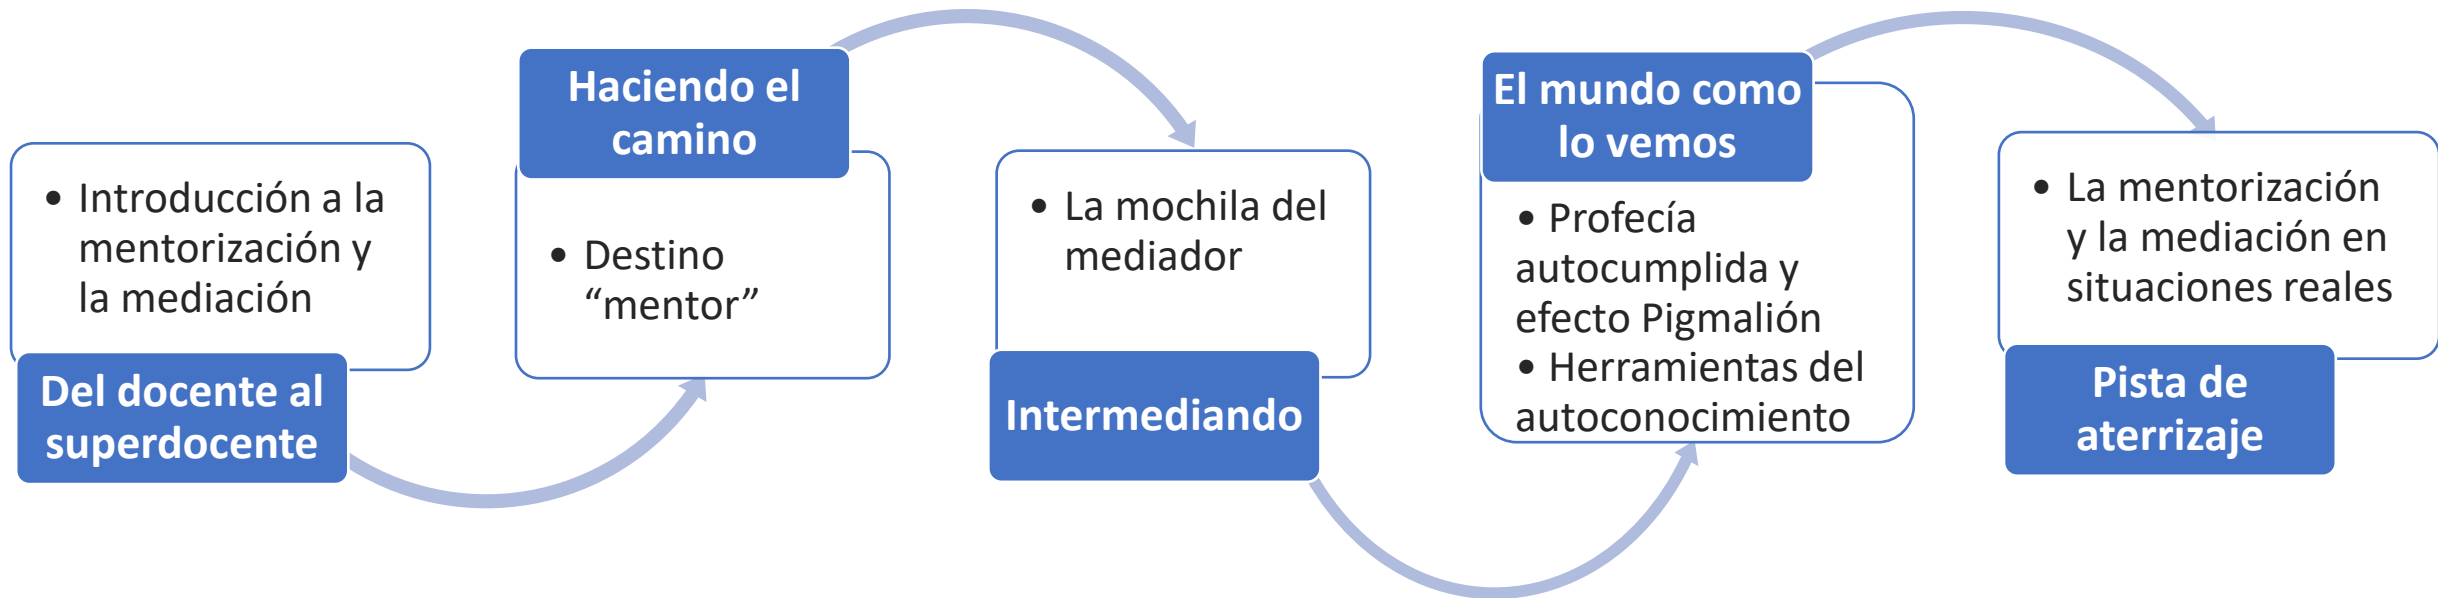 • Introducción a la
mentorización y
la mediación
Del docente al
superdocente
Haciendo el
camino
• Destino
“mentor”
• La mochila del
mediador
Intermediando
El mundo como
lo vemos
• Profecía
autocumplida y
efecto Pigmalión
• Herramientas del
autoconocimiento
• La mentorización
y la mediación en
situaciones reales
Pista de
aterrizaje